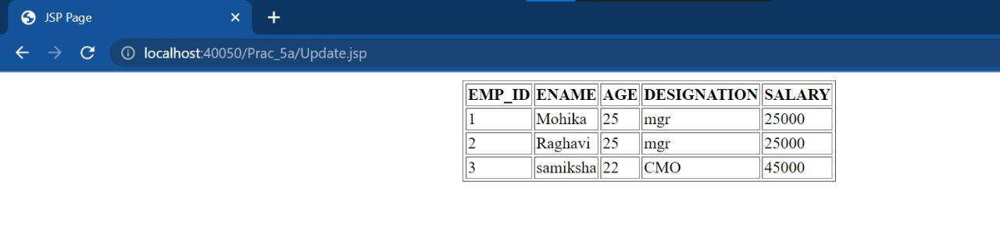 JSP Page
localhost:40050/Prac_5a/Update.jsp
EMP_ID ENAME AGE DESIGNATION SALARY
1 Mohika 25 mgr 25000
2 Raghavi 25 mgr 25000
3 samiksha 22 CMO 45000